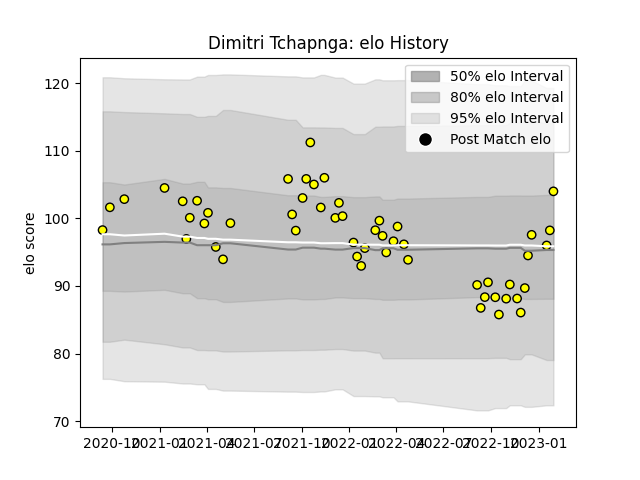 Dimitri Tchapnga: elo History
50% elo Interval
80% elo Interval
95% elo Interval
Post Match elo
elo score
120
110
100
90
80
70
2020-10 2021-01 2021-04 2021-07 2021-10 2022-01 2022-04 2022-07 2022-10 2023-01